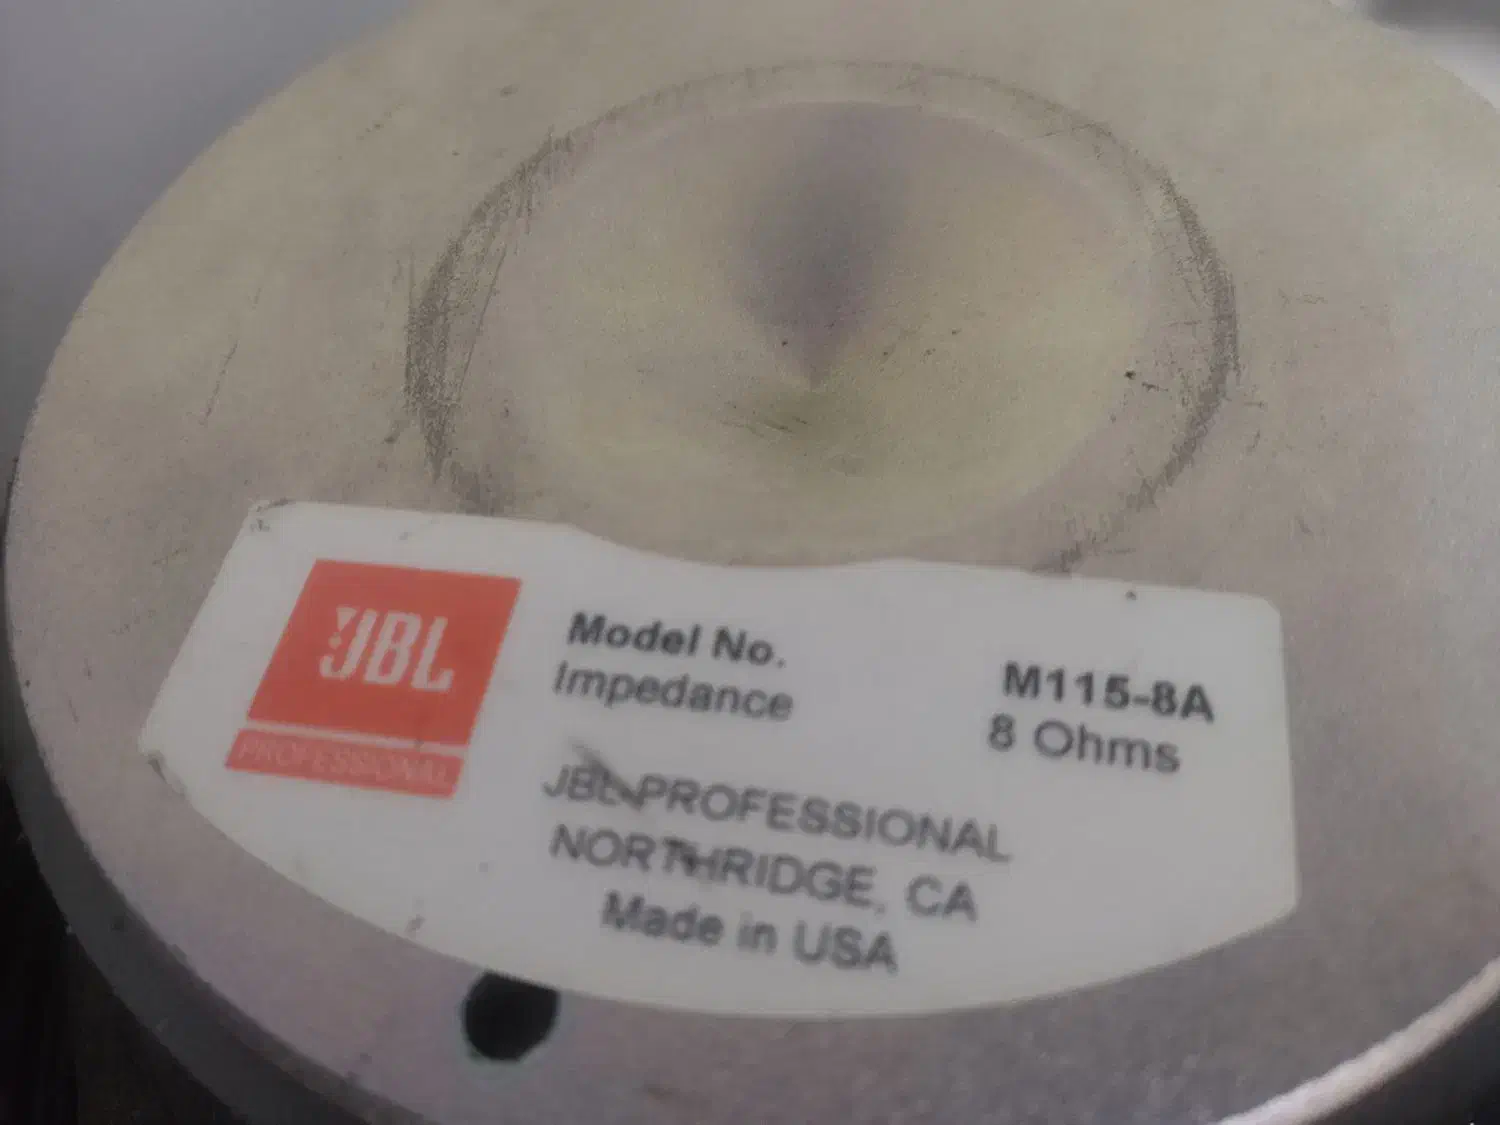 JBL
PROFESSIONAL
Model No. M115-8A
Impedance 8 Ohms
JBL PROFESSIONAL
NORTHRIDGE, CA
Made in USA